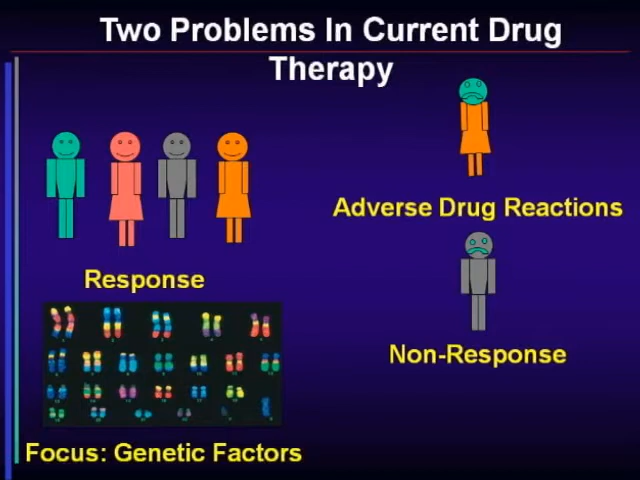 Two Problems In Current Drug
Therapy
Adverse Drug Reactions
Response
Non-Response
Focus: Genetic Factors